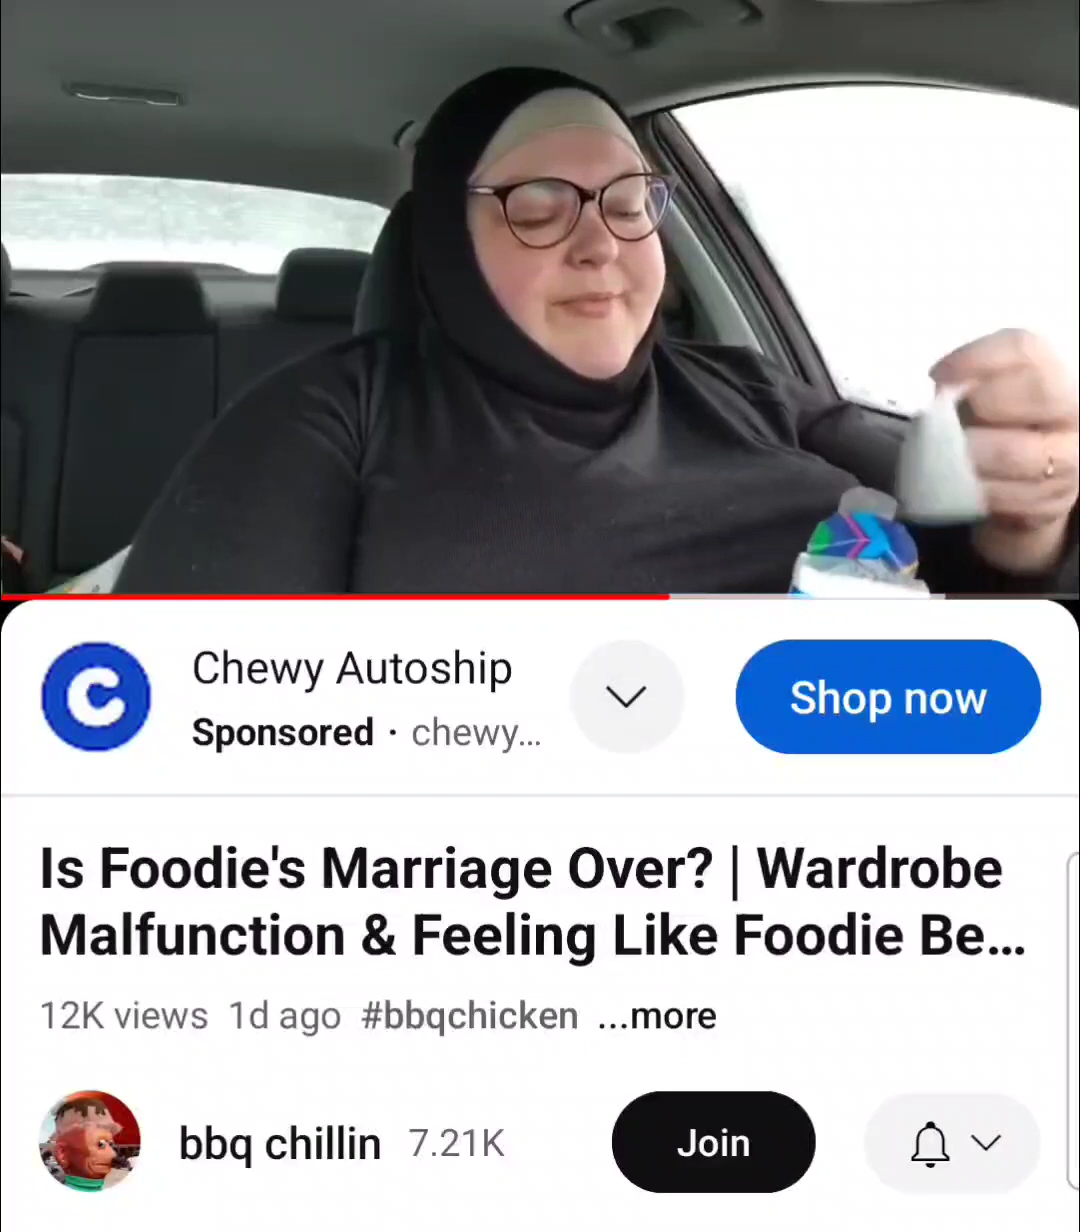 Chewy Autoship
Sponsored · chewy...
Shop now
Is Foodie's Marriage Over? | Wardrobe
Malfunction & Feeling Like Foodie Be...
12K views 1d ago #bbqchicken ...more
bbq chillin 7.21K
Join